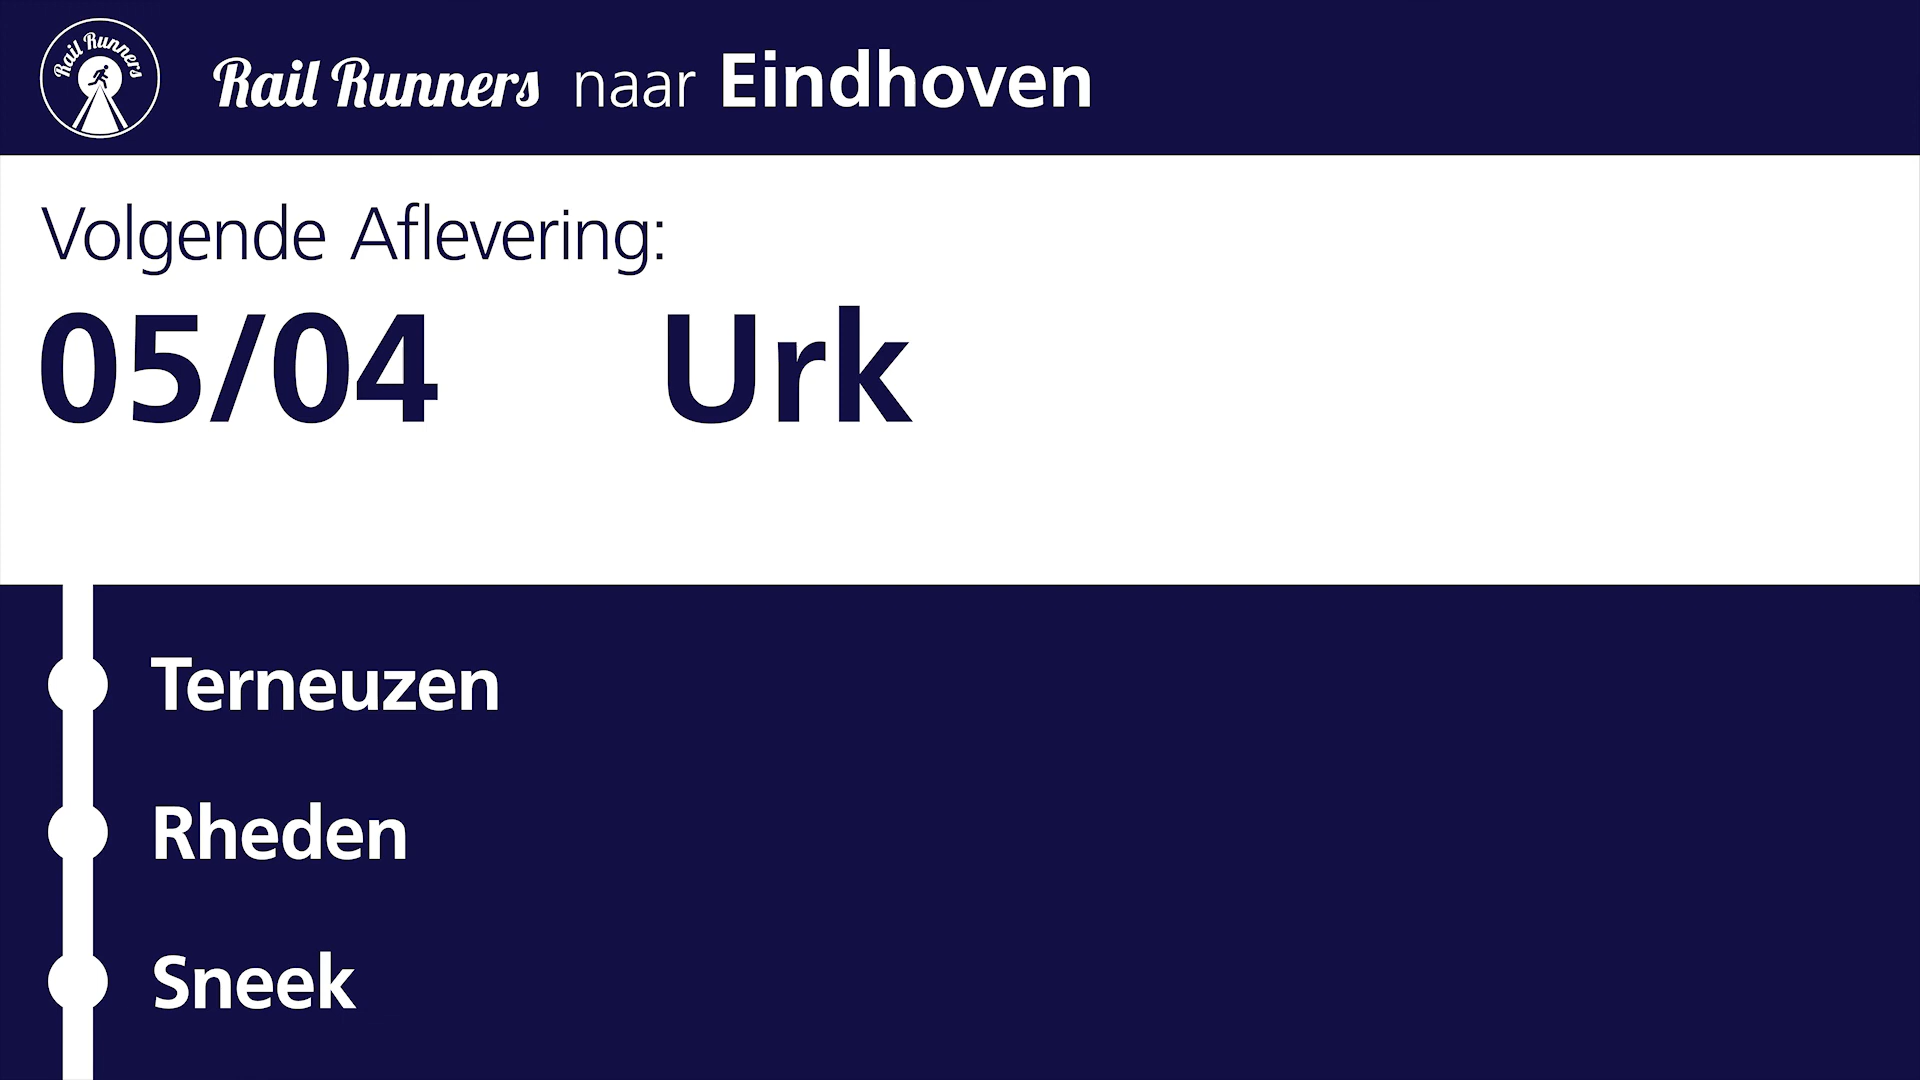 Rail Runners
Rail Runners naar Eindhoven
Volgende Aflevering:
05/04 Urk
Terneuzen
Rheden
Sneek